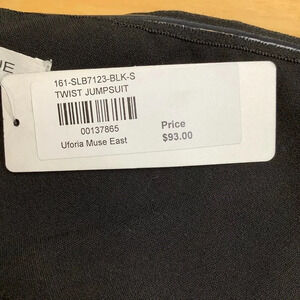 161-SLB7123-BLK-S
TWIST JUMPSUIT
00137865
Uforia Muse East
Price
$93.00